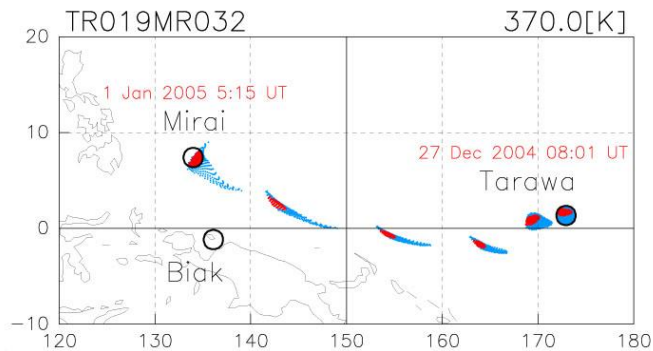 TR019MR032 370.0[K]
20
1 Jan 2005 5:15 UT
Mirai
10
27 Dec 2004 08:01 UT
Tarawa
0
Biak
-10
120 130 140 150 160 170 180